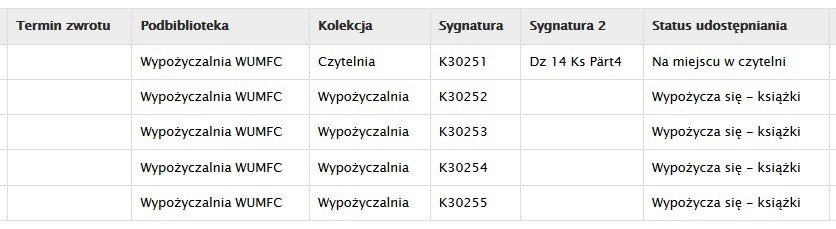 Termin zwrotu Podbiblioteka Kolekcja Sygnatura Sygnatura 2 Status udostępniania
Wypożyczalnia WUMFC Czytelnia K30251 Dz 14 Ks Pärt4 Na miejscu w czytelni
Wypożyczalnia WUMFC Wypożyczalnia K30252 Wypożycza się – książki
Wypożyczalnia WUMFC Wypożyczalnia K30253 Wypożycza się – książki
Wypożyczalnia WUMFC Wypożyczalnia K30254 Wypożycza się – książki
Wypożyczalnia WUMFC Wypożyczalnia K30255 Wypożycza się – książki